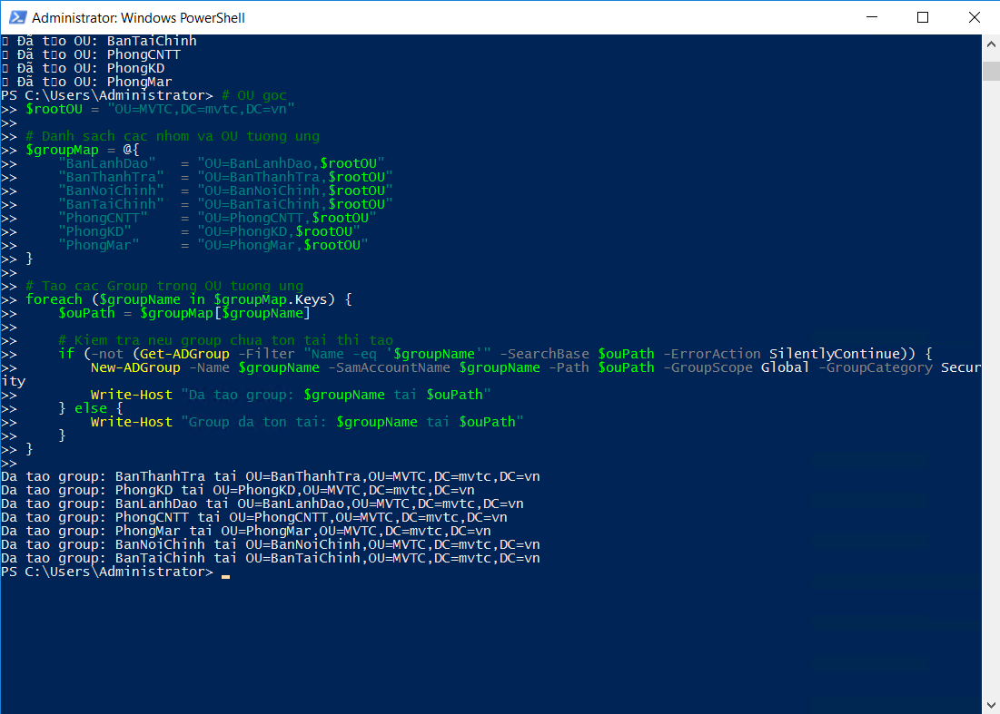 Administrator: Windows PowerShell
▯ Đã t▯o OU: BanTaiChinh
▯ Đã t▯o OU: PhongCNTT
▯ Đã t▯o OU: PhongKD
▯ Đã t▯o OU: PhongMar
PS C:\Users\Administrator> # OU goc
>> $rootOU = "OU=MVTC,DC=mvtc,DC=vn"
>>
>> # Danh sach cac nhom va OU tuong ung
>> $groupMap = @{
>>     "BanLanhDao"   = "OU=BanLanhDao,$rootOU"
>>     "BanThanhTra"  = "OU=BanThanhTra,$rootOU"
>>     "BanNoiChinh"  = "OU=BanNoiChinh,$rootOU"
>>     "BanTaiChinh"  = "OU=BanTaiChinh,$rootOU"
>>     "PhongCNTT"    = "OU=PhongCNTT,$rootOU"
>>     "PhongKD"      = "OU=PhongKD,$rootOU"
>>     "PhongMar"     = "OU=PhongMar,$rootOU"
>> }
>>
>> # Tao cac Group trong OU tuong ung
>> foreach ($groupName in $groupMap.Keys) {
>>     $ouPath = $groupMap[$groupName]
>>
>>     # Kiem tra neu group chua ton tai thi tao
>>     if (-not (Get-ADGroup -Filter "Name -eq '$groupName'" -SearchBase $ouPath -ErrorAction SilentlyContinue)) {
>>         New-ADGroup -Name $groupName -SamAccountName $groupName -Path $ouPath -GroupScope Global -GroupCategory Secur
ity
>>         Write-Host "Da tao group: $groupName tai $ouPath"
>>     } else {
>>         Write-Host "Group da ton tai: $groupName tai $ouPath"
>>     }
>> }
>>
Da tao group: BanThanhTra tai OU=BanThanhTra,OU=MVTC,DC=mvtc,DC=vn
Da tao group: PhongKD tai OU=PhongKD,OU=MVTC,DC=mvtc,DC=vn
Da tao group: BanLanhDao tai OU=BanLanhDao,OU=MVTC,DC=mvtc,DC=vn
Da tao group: PhongCNTT tai OU=PhongCNTT,OU=MVTC,DC=mvtc,DC=vn
Da tao group: PhongMar tai OU=PhongMar,OU=MVTC,DC=mvtc,DC=vn
Da tao group: BanNoiChinh tai OU=BanNoiChinh,OU=MVTC,DC=mvtc,DC=vn
Da tao group: BanTaiChinh tai OU=BanTaiChinh,OU=MVTC,DC=mvtc,DC=vn
PS C:\Users\Administrator>